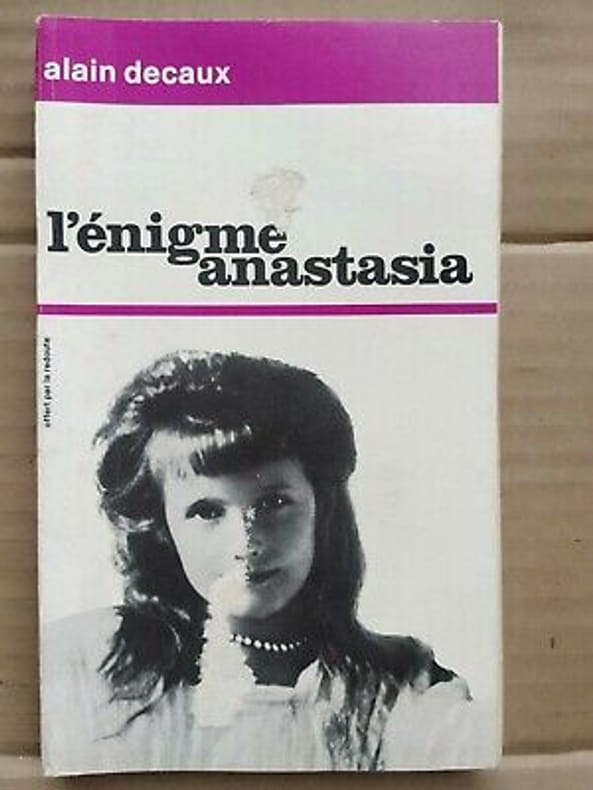 alain decaux
l'énigme
anastasia
offert par la redoute